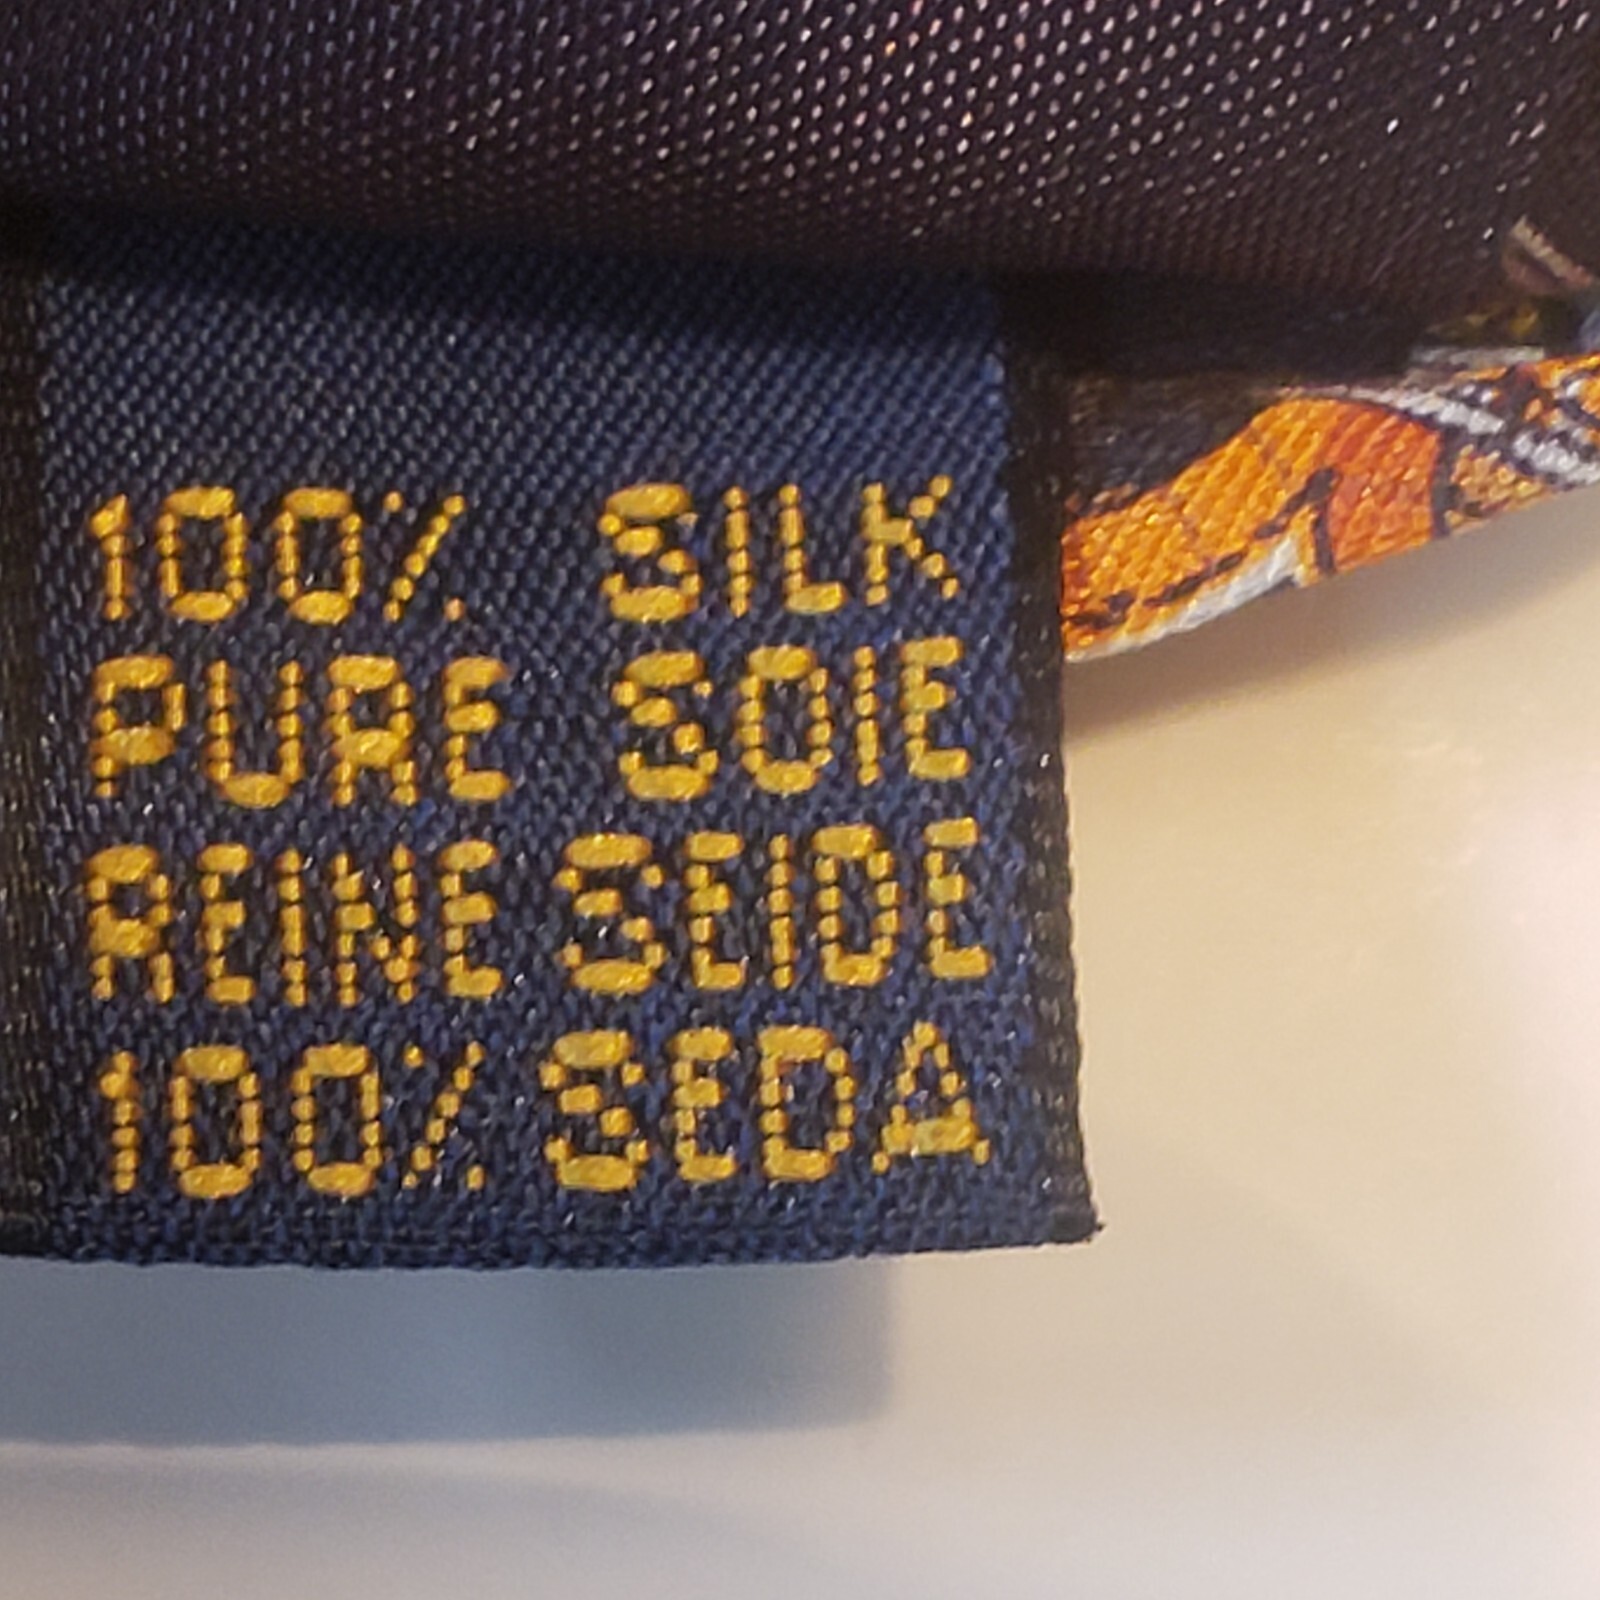 100% SILK
PURE SOIE
REINE SEIDE
100% SEDA